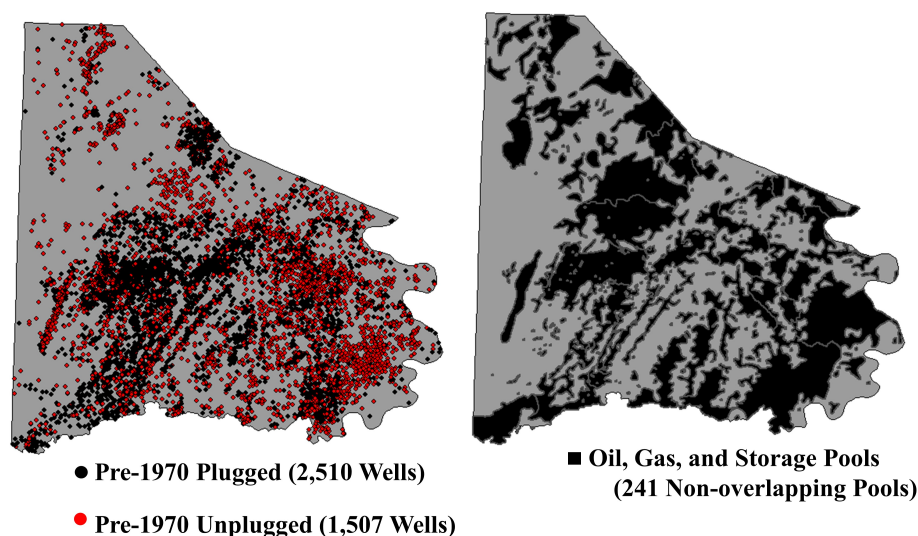 Pre-1970 Plugged (2,510 Wells)
Pre-1970 Unplugged (1,507 Wells)
Oil, Gas, and Storage Pools
(241 Non-overlapping Pools)